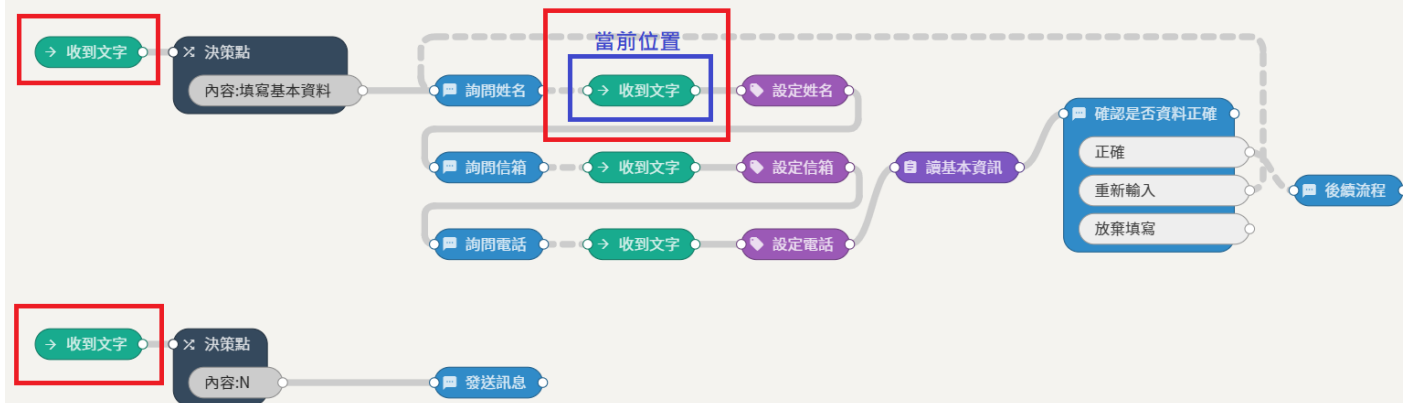 當前位置
收到文字
決策點
內容:填寫基本資料
詢問姓名
收到文字
設定姓名
詢問信箱
收到文字
設定信箱
詢問電話
收到文字
設定電話
讀基本資訊
確認是否資料正確
正確
重新輸入
放棄填寫
後續流程
收到文字
決策點
內容:N
發送訊息